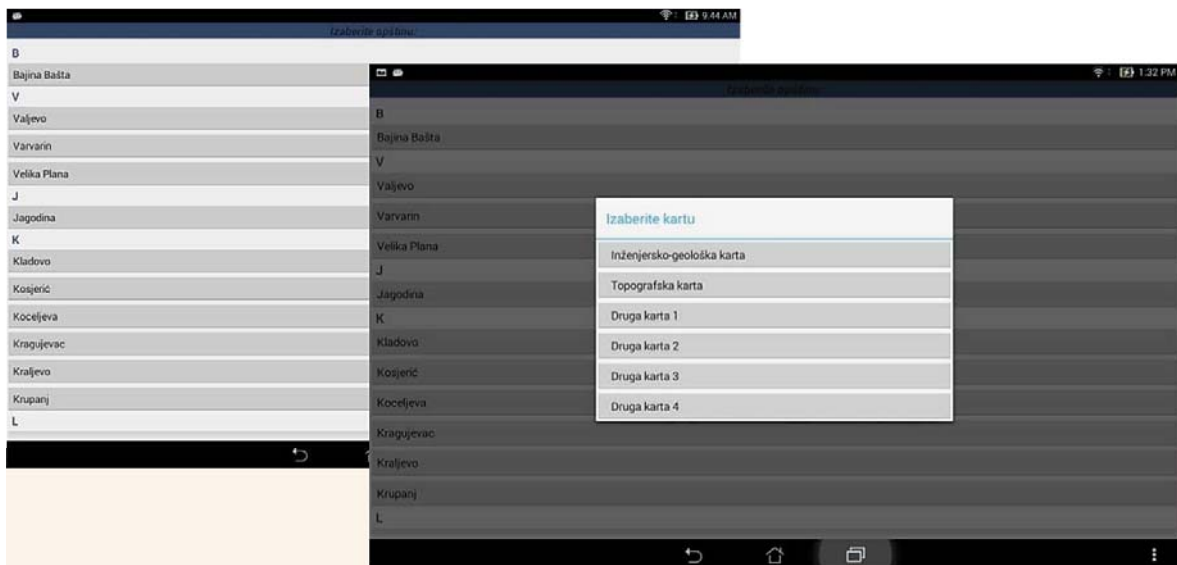 9.44 AM
Izaberite opštinu:
B
Bajina Bašta
V
Valjevo
Varvarin
Velika Plana
J
Jagodina
K
Kladovo
Kosjerić
Koceljeva
Kragujevac
Kraljevo
Krupanj
L
1:32 PM
Izaberite opštinu:
B
Bajina Bašta
V
Valjevo
Varvarin
Velika Plana
J
Jagodina
K
Kladovo
Kosjerić
Koceljeva
Kragujevac
Kraljevo
Krupanj
L
Izaberite kartu
Inženjersko-geološka karta
Topografska karta
Druga karta 1
Druga karta 2
Druga karta 3
Druga karta 4